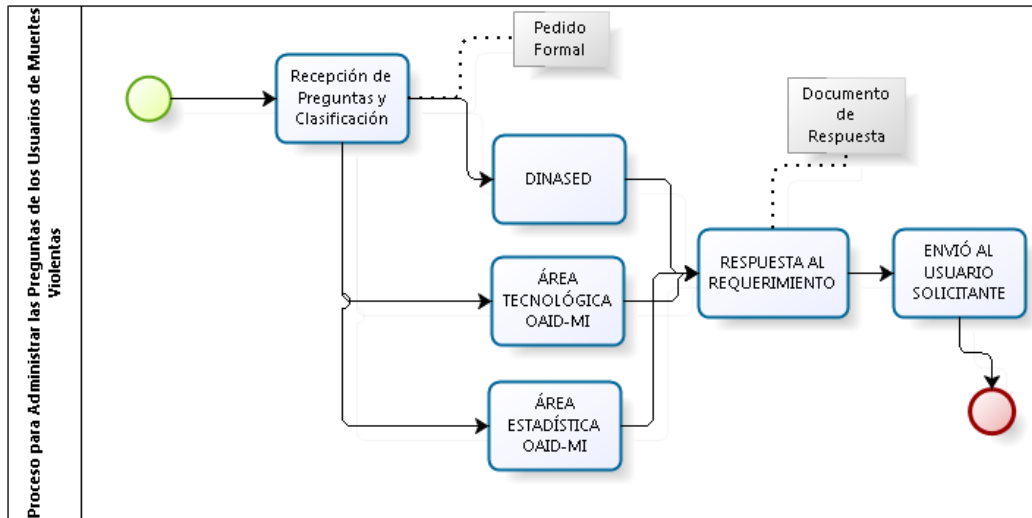 Proceso para Administrar las Preguntas de los Usuarios de Muertes
Violentas
Recepción de
Preguntas y
Clasificación
Pedido
Formal
DINASED
ÁREA
TECNOLÓGICA
OAID-MI
ÁREA
ESTADÍSTICA
OAID-MI
Documento
de
Respuesta
RESPUESTA AL
REQUERIMIENTO
ENVIÓ AL
USUARIO
SOLICITANTE